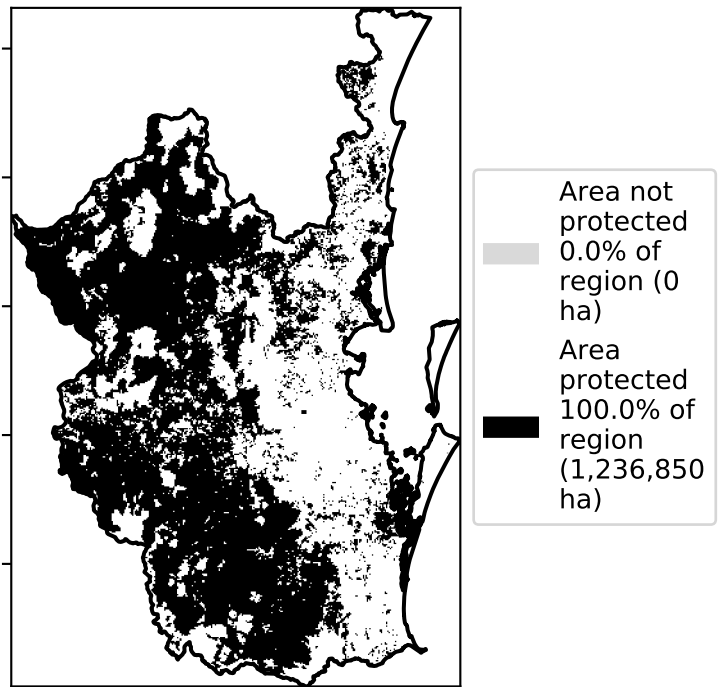 Area not
protected
0.0% of
region (0
ha)
Area
protected
100.0% of
region
(1,236,850
ha)